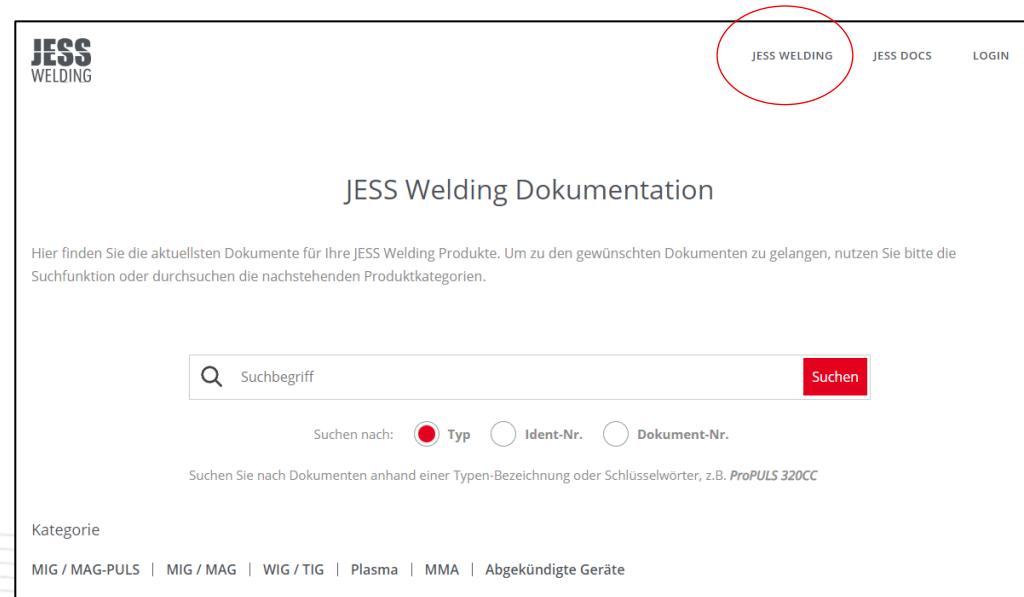 JESS
WELDING
JESS WELDING JESS DOCS LOGIN
JESS Welding Dokumentation
Hier finden Sie die aktuellsten Dokumente für Ihre JESS Welding Produkte. Um zu den gewünschten Dokumenten zu gelangen, nutzen Sie bitte die
Suchfunktion oder durchsuchen die nachstehenden Produktkategorien.
Suchbegriff Suchen
Suchen nach: Typ Ident-Nr. Dokument-Nr.
Suchen Sie nach Dokumenten anhand einer Typen-Bezeichnung oder Schlüsselwörter, z.B. ProPULS 320CC
Kategorie
MIG / MAG-PULS | MIG / MAG | WIG / TIG | Plasma | MMA | Abgekündigte Geräte